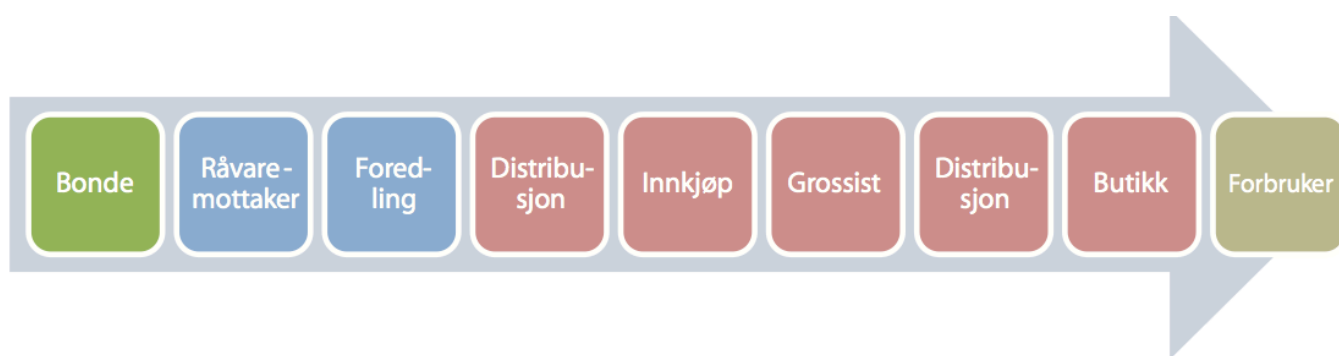 Bonde
Råvare-
mottaker
Fored-
ling
Distribu-
sjon
Innkjøp
Grossist
Distribu-
sjon
Butikk
Forbruker